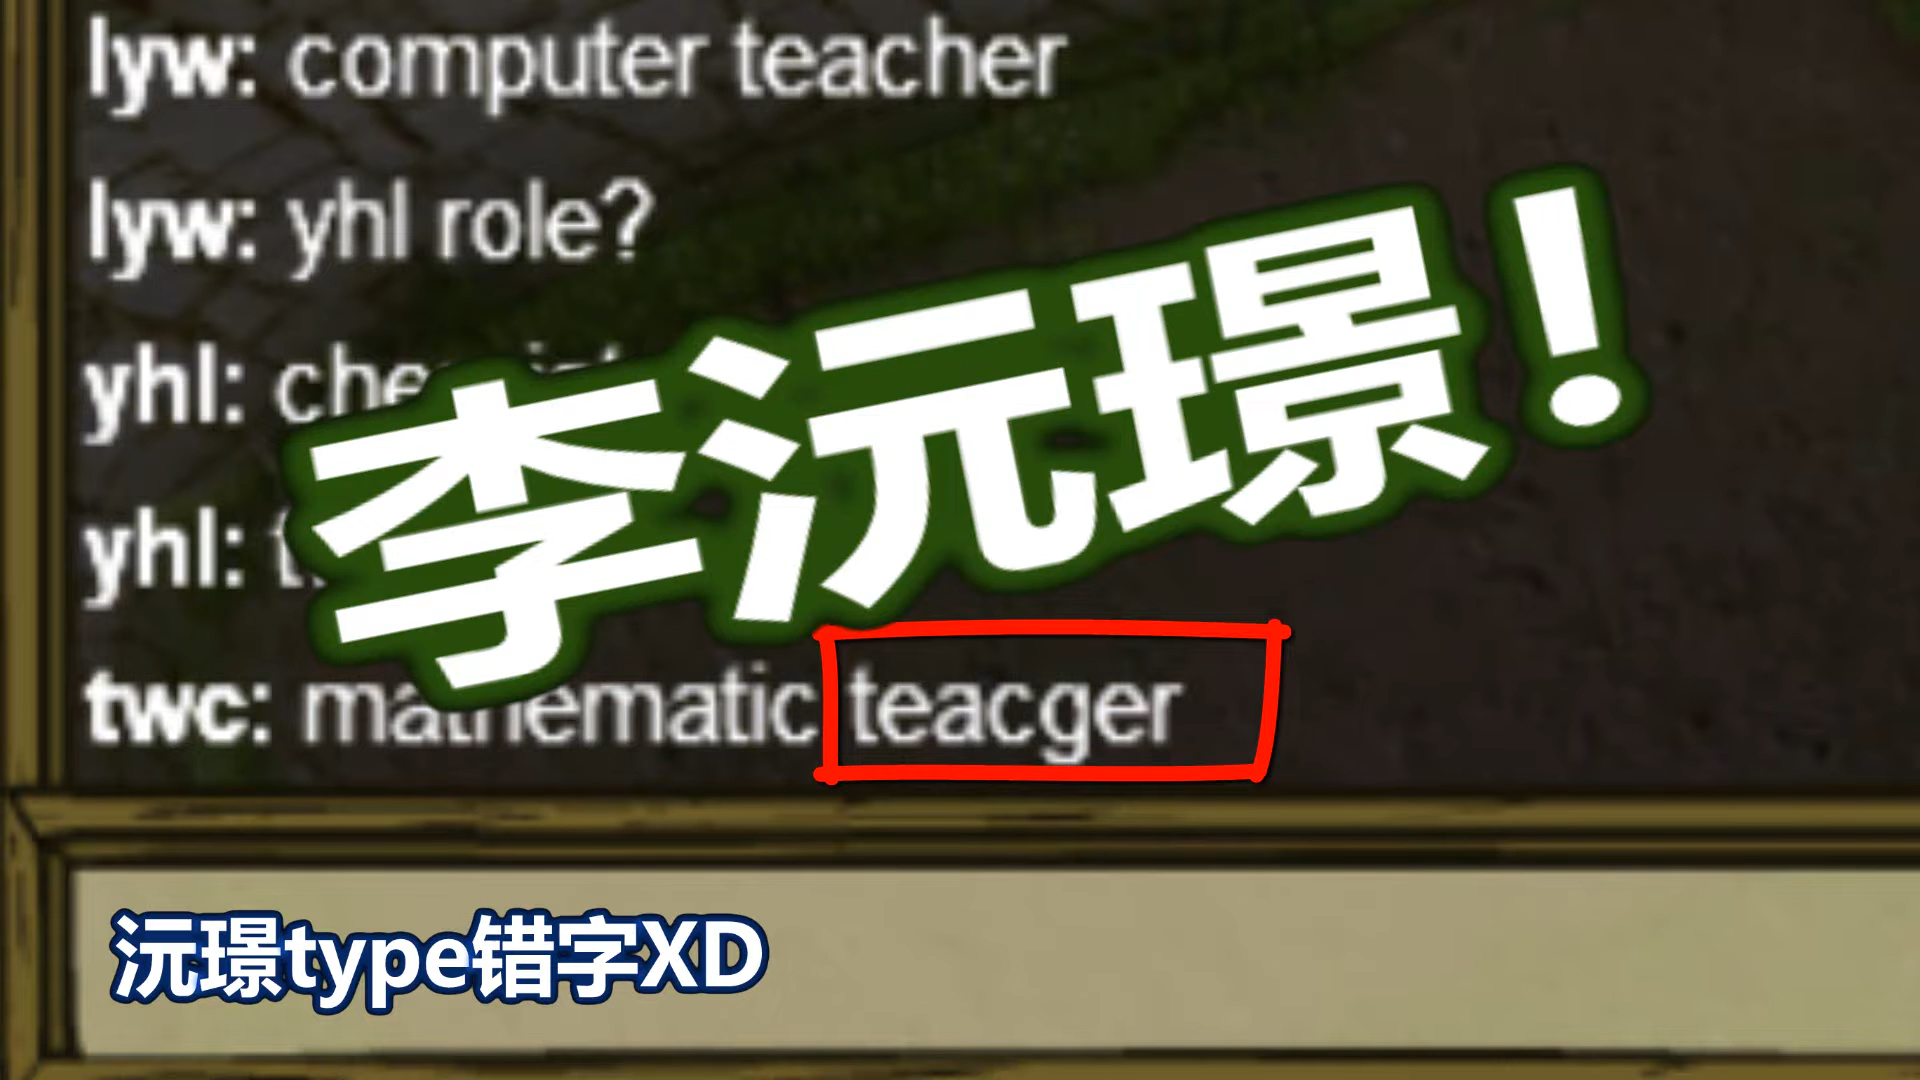 lyw: computer teacher
lyw: yhl role?
yhl:
yhl:
李沅璟!
twc: mathematic teacger
沅璟type错字XD